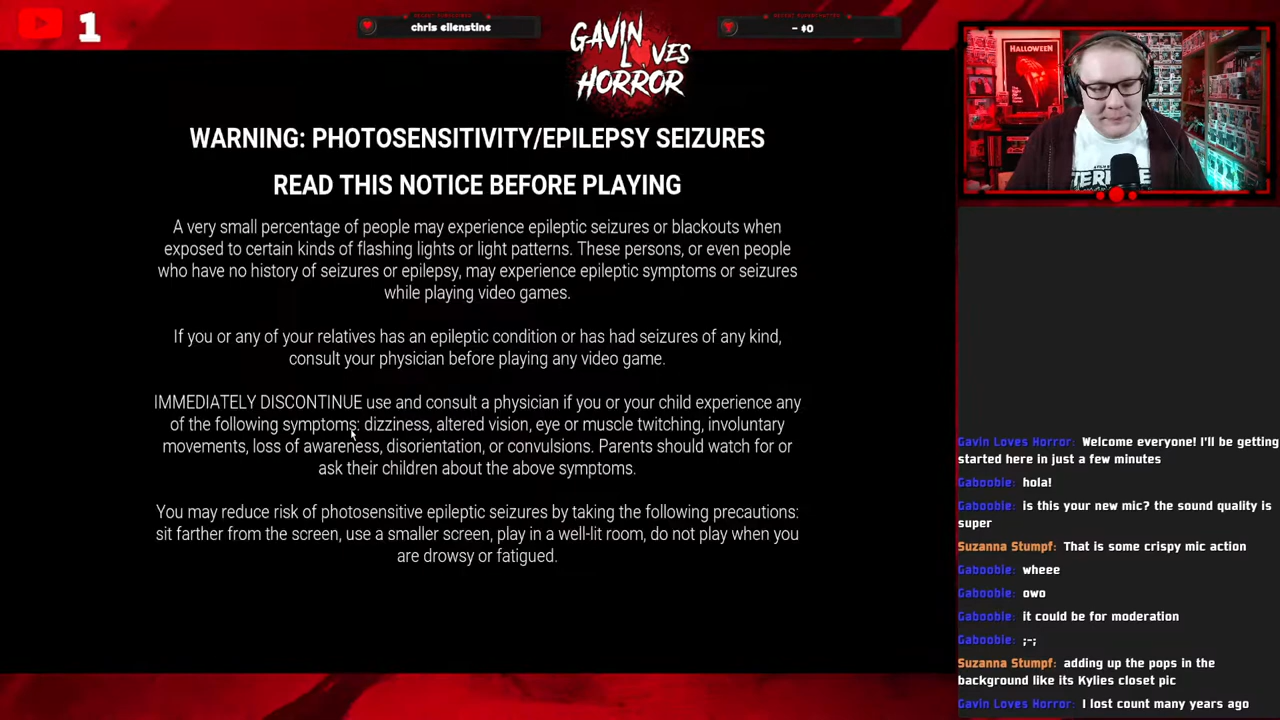 1
chris ellenstine
- $0
GAVIN
LOVES
HORROR
HALLOWEEN
WARNING: PHOTOSENSITIVITY/EPILEPSY SEIZURES
READ THIS NOTICE BEFORE PLAYING
A very small percentage of people may experience epileptic seizures or blackouts when
exposed to certain kinds of flashing lights or light patterns. These persons, or even people
who have no history of seizures or epilepsy, may experience epileptic symptoms or seizures
while playing video games.
If you or any of your relatives has an epileptic condition or has had seizures of any kind,
consult your physician before playing any video game.
IMMEDIATELY DISCONTINUE use and consult a physician if you or your child experience any
of the following symptoms: dizziness, altered vision, eye or muscle twitching, involuntary
movements, loss of awareness, disorientation, or convulsions. Parents should watch for or
ask their children about the above symptoms.
You may reduce risk of photosensitive epileptic seizures by taking the following precautions:
sit farther from the screen, use a smaller screen, play in a well-lit room, do not play when you
are drowsy or fatigued.
Gavin Loves Horror: Welcome everyone! I'll be getting
started here in just a few minutes
Gaboobie: hola!
Gaboobie: is this your new mic? the sound quality is
super
Suzanna Stumpf: That is some crispy mic action
Gaboobie: wheee
Gaboobie: owo
Gaboobie: it could be for moderation
Gaboobie: ;-;
Suzanna Stumpf: adding up the pops in the
background like its Kylies closet pic
Gavin Loves Horror: I lost count many years ago